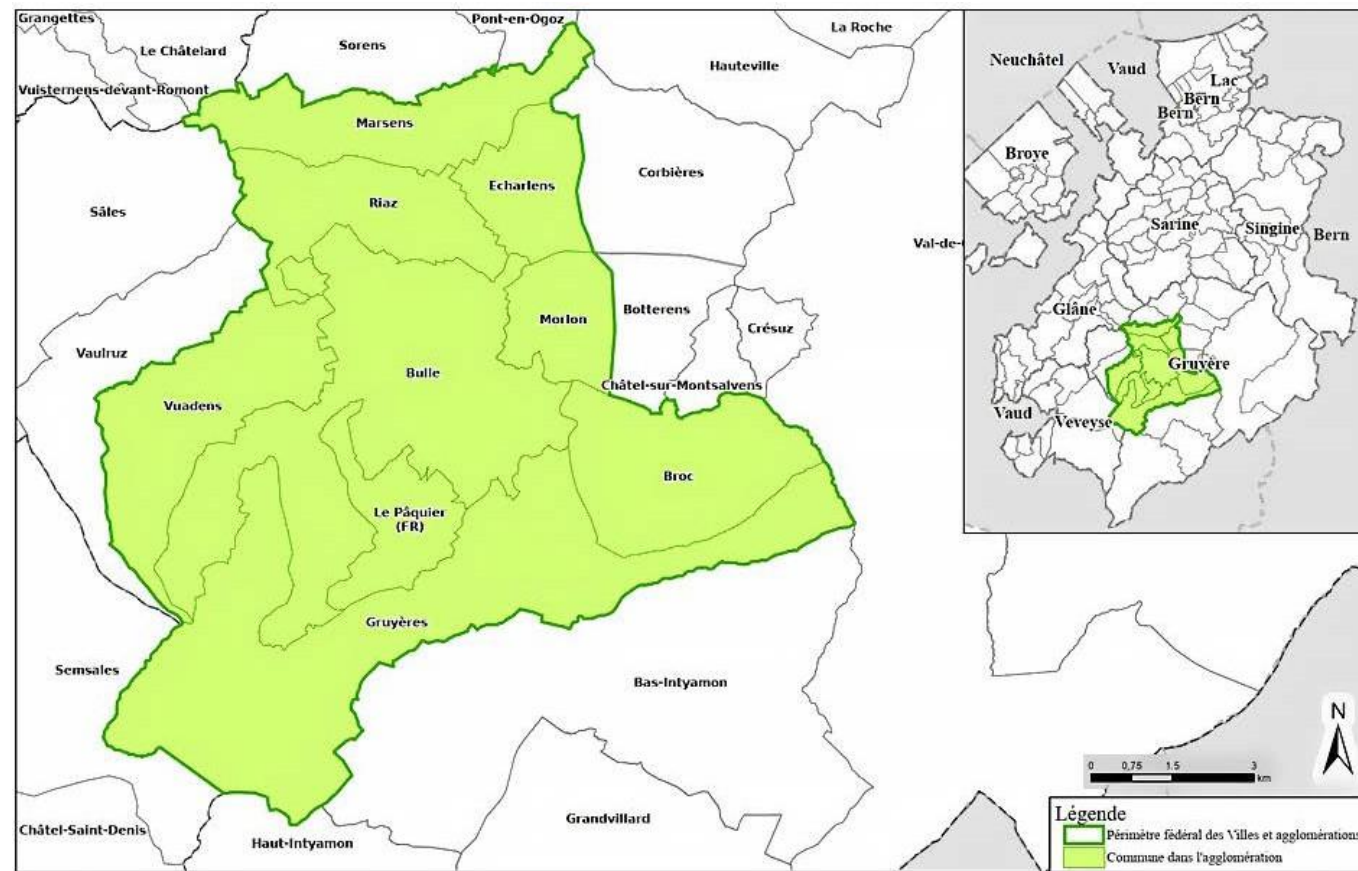 Grangettes
Pont-en-Ogoz
La Roche
Le Châtelard
Sorens
Hauteville
Vuisternens-devant-Romont
Marsens
Corbières
Echarlens
Riaz
Sâles
Val-de-
Botterens
Morlon
Crésuz
Vaulruz
Bulle
Châtel-sur-Montsalvens
Vuadens
Broc
Le Pâquier
(FR)
Gruyères
Semsales
Bas-Intyamon
Grandvillard
Châtel-Saint-Denis
Haut-Intyamon
Neuchâtel
Vaud
Lac
Bern
Bern
Broye
Sarine
Singine
Bern
Glâne
Gruyère
Vaud
Veveyse
N
0 0,75 1.5 3
km
Légende
Périmètre fédéral des Villes et agglomérations
Commune dans l'agglomération